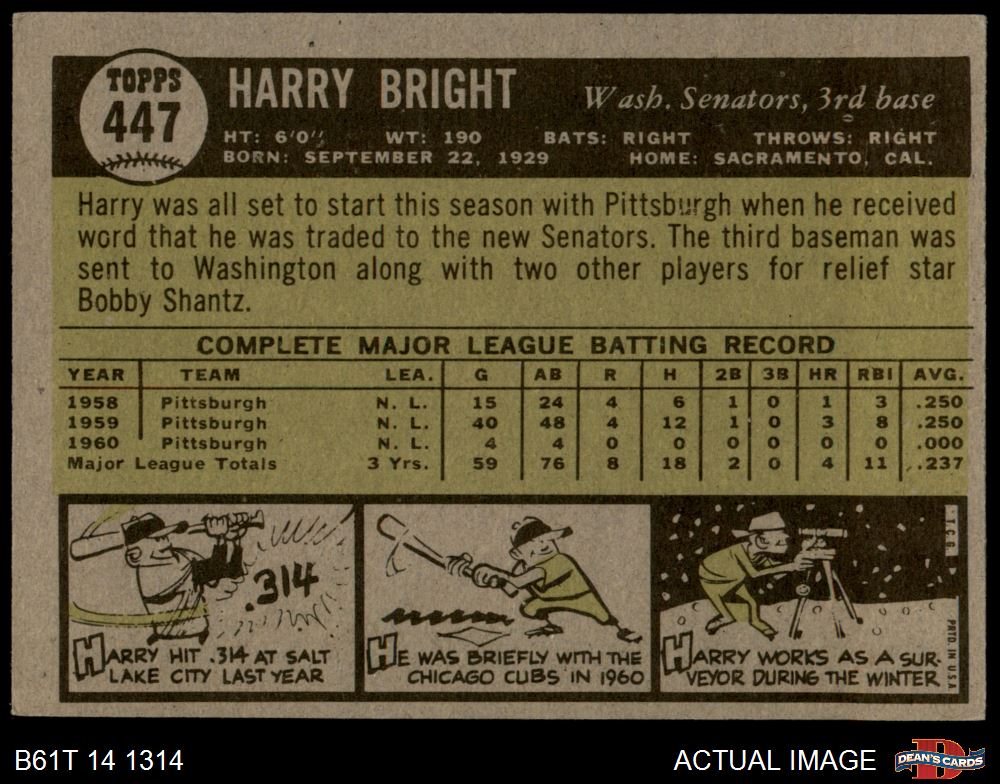 TOPPS
447
HARRY BRIGHT
Wash. Senators, 3rd base
HT: 6'0" WT: 190 BATS: RIGHT THROWS: RIGHT
BORN: SEPTEMBER 22, 1929 HOME: SACRAMENTO, CAL.
Harry was all set to start this season with Pittsburgh when he received
word that he was traded to the new Senators. The third baseman was
sent to Washington along with two other players for relief star
Bobby Shantz.
COMPLETE MAJOR LEAGUE BATTING RECORD
YEAR TEAM LEA. G AB R H 2B 3B HR RBI AVG.
1958 Pittsburgh N. L. 15 24 4 6 1 0 1 3 .250
1959 Pittsburgh N. L. 40 48 4 12 1 0 3 8 .250
1960 Pittsburgh N. L. 4 4 0 0 0 0 0 0 .000
Major League Totals 3 Yrs. 59 76 8 18 2 0 4 11 .237
.314
HARRY HIT .314 AT SALT
LAKE CITY LAST YEAR
HE WAS BRIEFLY WITH THE
CHICAGO CUBS IN 1960
HARRY WORKS AS A SUR-
VEYOR DURING THE WINTER
T.C.G.
PRTD. IN U.S.A.
B61T 14 1314
ACTUAL IMAGE
DEAN'S CARDS